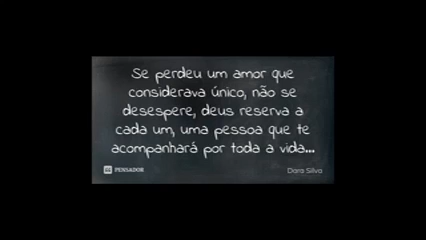 Se perdeu um amor que
considerava único, não se
desespere, deus reserva a
cada um, uma pessoa que te
acompanhará por toda a vida...
PENSADOR
Dara Silva